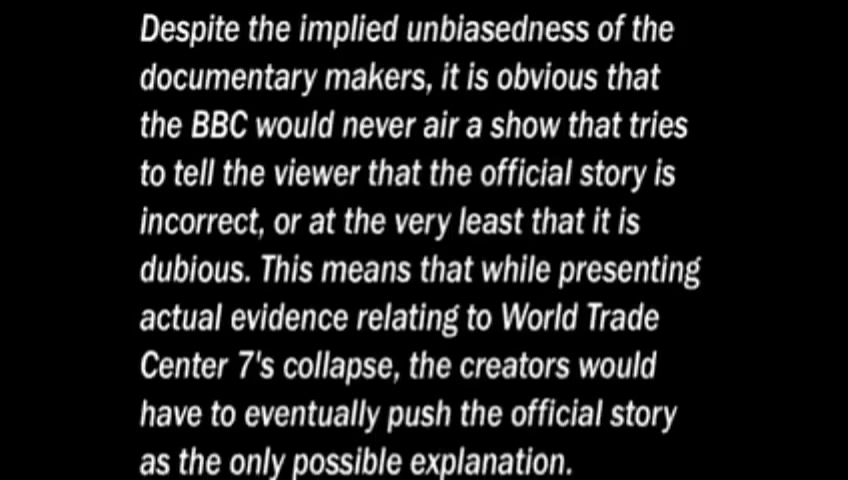 Despite the implied unbiasedness of the
documentary makers, it is obvious that
the BBC would never air a show that tries
to tell the viewer that the official story is
incorrect, or at the very least that it is
dubious. This means that while presenting
actual evidence relating to World Trade
Center 7's collapse, the creators would
have to eventually push the official story
as the only possible explanation.